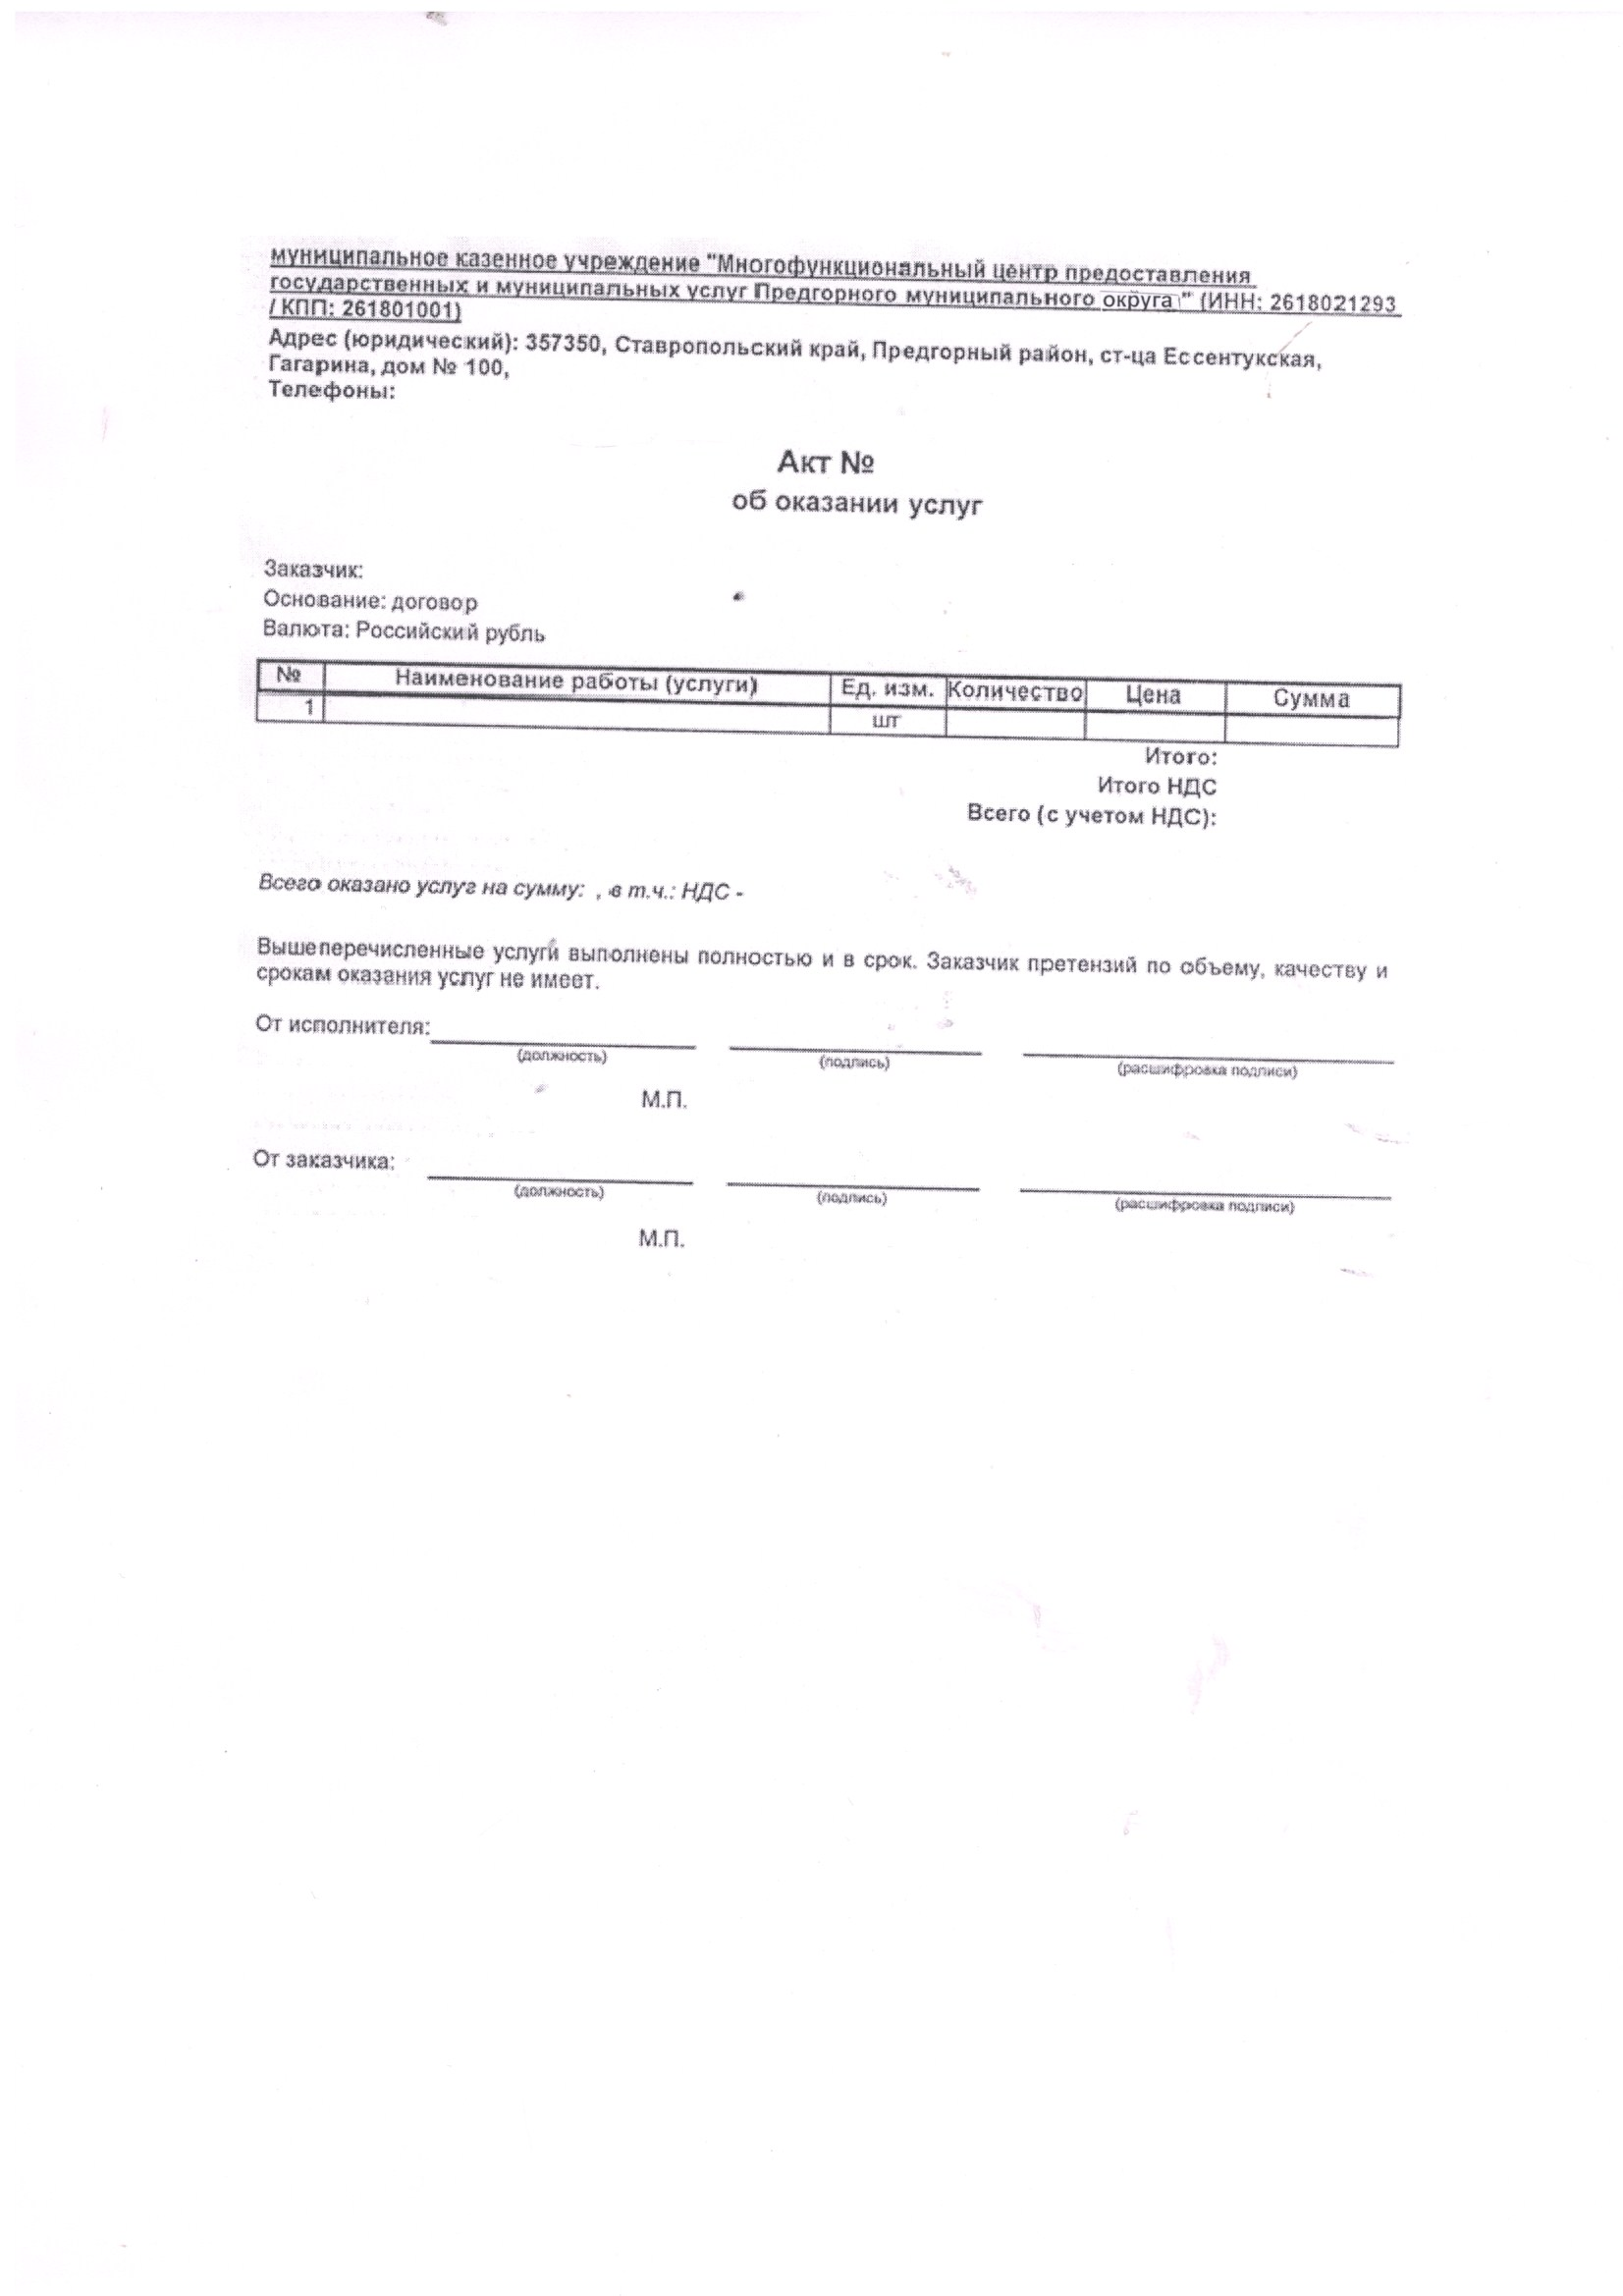 муниципальное казенное учреждение "Многофункциональный центр предоставления
государственных и муниципальных услуг Предгорного муниципального округа" (ИНН: 2618021293
/ КПП: 261801001)
Адрес (юридический): 357350, Ставропольский край, Предгорный район, ст-ца Ессентукская,
Гагарина, дом № 100,
Телефоны:
Акт №
об оказании услуг
Заказчик:
Основание: договор
Валюта: Российский рубль
№ Наименование работы (услуги) Ед. изм. Количество Цена Сумма
1 шт
Итого:
Итого НДС
Всего (с учетом НДС):
Всего оказано услуг на сумму: , в т.ч.: НДС -
Вышеперечисленные услуги выполнены полностью и в срок. Заказчик претензий по объему, качеству и
срокам оказания услуг не имеет.
От исполнителя:
(должность) (подпись) (расшифровка подписи)
М.П.
От заказчика:
(должность) (подпись) (расшифровка подписи)
М.П.